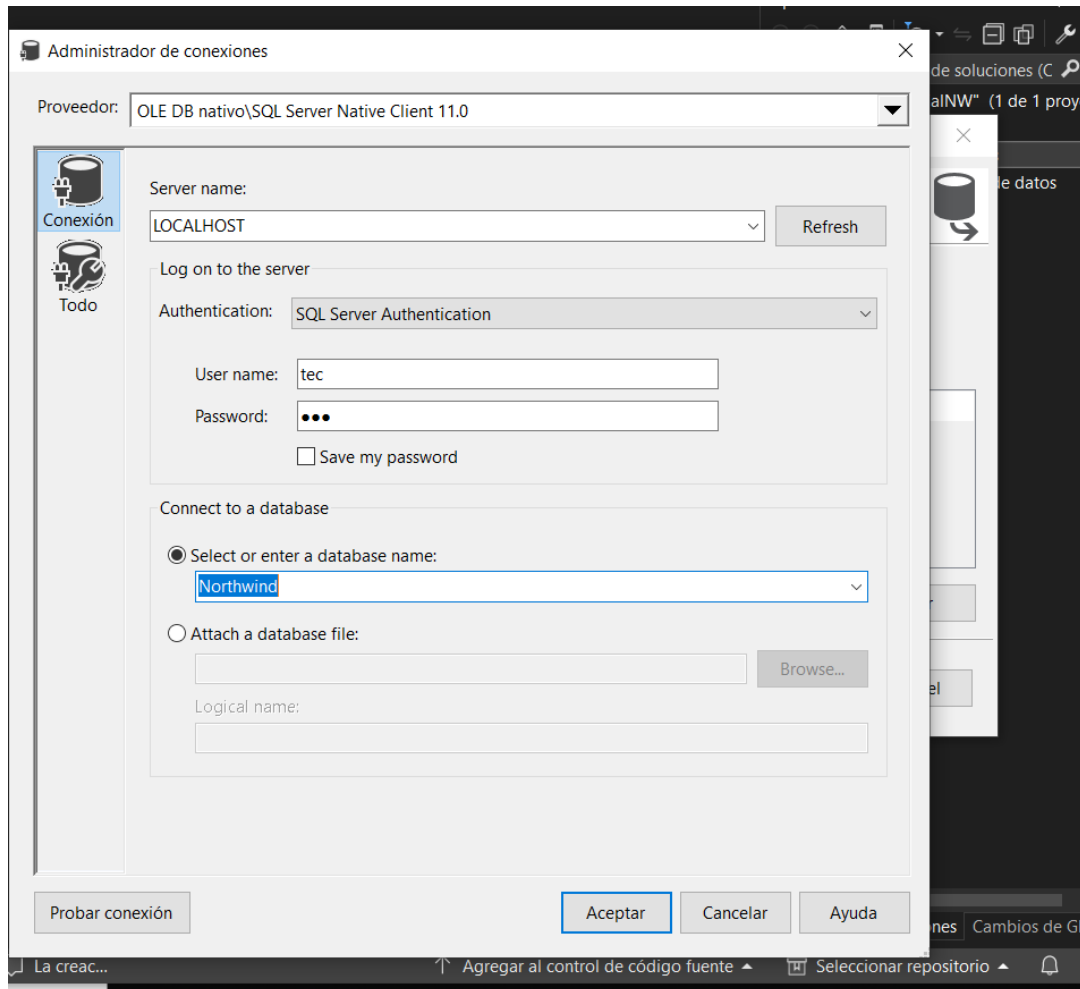 Administrador de conexiones
de soluciones (C
Proveedor: OLE DB nativo\SQL Server Native Client 11.0
alNW" (1 de 1 proy
Conexión
Todo
Server name:
LOCALHOST
Refresh
le datos
Log on to the server
Authentication: SQL Server Authentication
User name: tec
Password: ●●●
Save my password
Connect to a database
Select or enter a database name:
Northwind
Attach a database file:
Browse...
Logical name:
el
Probar conexión
Aceptar
Cancelar
Ayuda
nes
Cambios de GI
La creac...
Agregar al control de código fuente
Seleccionar repositorio